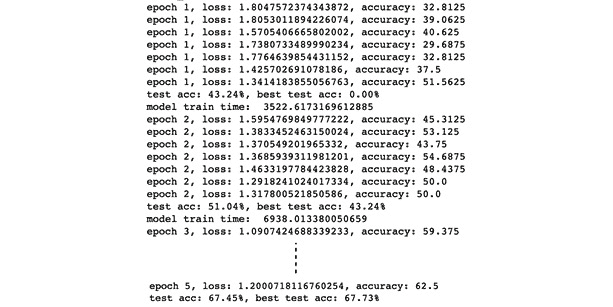 epoch 1, loss: 1.8047572374343872, accuracy: 32.8125
epoch 1, loss: 1.8053011894226074, accuracy: 39.0625
epoch 1, loss: 1.5705406665802002, accuracy: 40.625
epoch 1, loss: 1.7380733489990234, accuracy: 29.6875
epoch 1, loss: 1.7764639854431152, accuracy: 32.8125
epoch 1, loss: 1.425702691078186, accuracy: 37.5
epoch 1, loss: 1.3414183855056763, accuracy: 51.5625
test acc: 43.24%, best test acc: 0.00%
model train time:  3522.6173169612885
epoch 2, loss: 1.5954769849777222, accuracy: 45.3125
epoch 2, loss: 1.3833452463150024, accuracy: 53.125
epoch 2, loss: 1.370549201965332, accuracy: 43.75
epoch 2, loss: 1.3685939311981201, accuracy: 54.6875
epoch 2, loss: 1.4633197784423828, accuracy: 48.4375
epoch 2, loss: 1.2918241024017334, accuracy: 50.0
epoch 2, loss: 1.317800521850586, accuracy: 50.0
test acc: 51.04%, best test acc: 43.24%
model train time:  6938.013380050659
epoch 3, loss: 1.0907424688339233, accuracy: 59.375
epoch 5, loss: 1.2000718116760254, accuracy: 62.5
test acc: 67.45%, best test acc: 67.73%